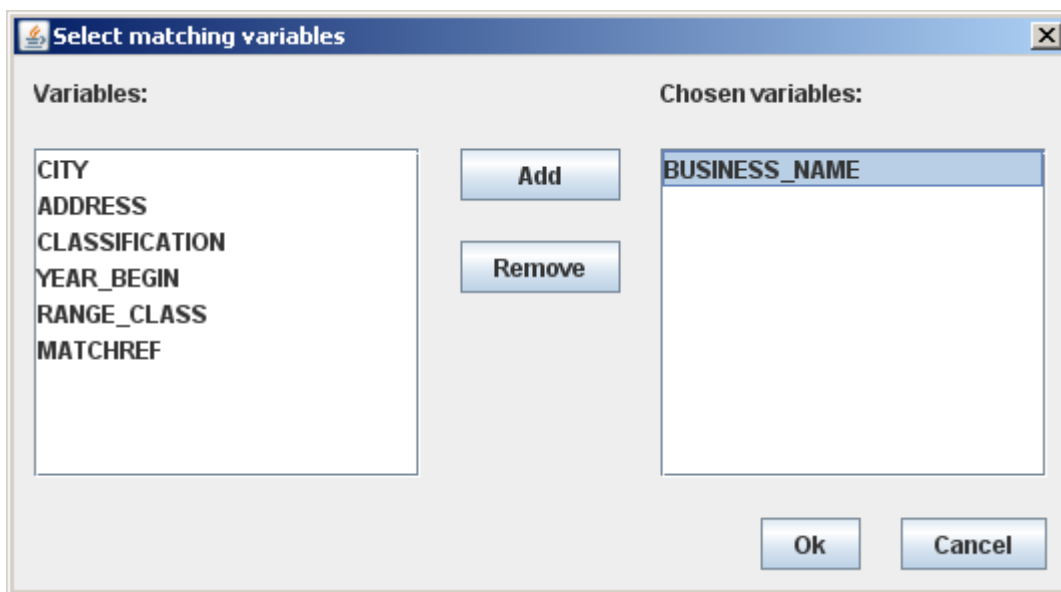 Select matching variables
Variables:
Chosen variables:
CITY
ADDRESS
CLASSIFICATION
YEAR_BEGIN
RANGE_CLASS
MATCHREF
Add
Remove
BUSINESS_NAME
Ok
Cancel